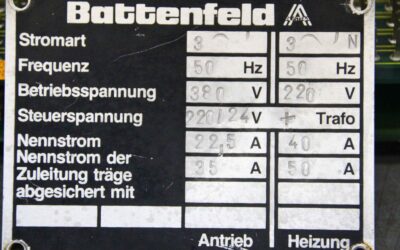 Battenfeld
Stromart 3 3 N
Frequenz 50 Hz 50 Hz
Betriebsspannung 380 V 220 V
Steuerspannung 220/24 V + Trafo
Nennstrom 22,5 A 40 A
Nennstrom der
Zuleitung träge 35 A 50 A
abgesichert mit
Antrieb Heizung